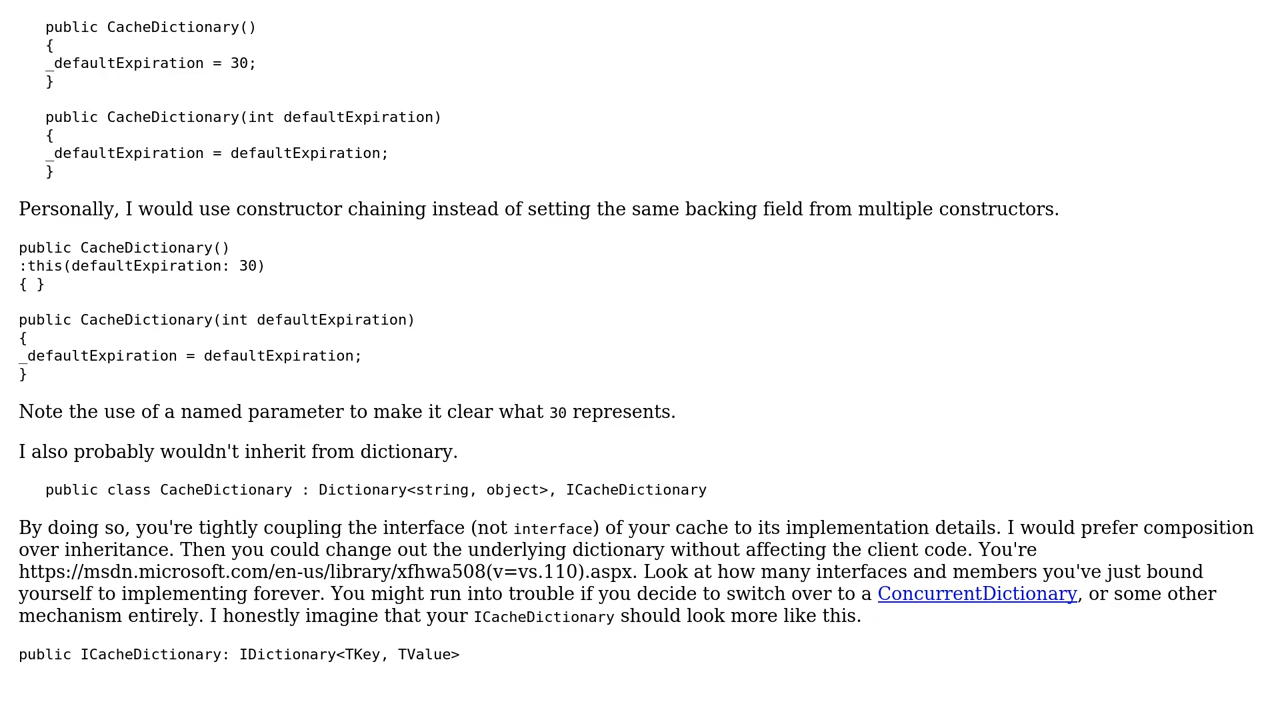 public CacheDictionary()
{
_defaultExpiration = 30;
}
public CacheDictionary(int defaultExpiration)
{
_defaultExpiration = defaultExpiration;
}
Personally, I would use constructor chaining instead of setting the same backing field from multiple constructors.
public CacheDictionary()
:this(defaultExpiration: 30)
{ }
public CacheDictionary(int defaultExpiration)
{
_defaultExpiration = defaultExpiration;
}
Note the use of a named parameter to make it clear what 30 represents.
I also probably wouldn't inherit from dictionary.
public class CacheDictionary : Dictionary<string, object>, ICacheDictionary
By doing so, you're tightly coupling the interface (not interface) of your cache to its implementation details. I would prefer composition
over inheritance. Then you could change out the underlying dictionary without affecting the client code. You're
https://msdn.microsoft.com/en-us/library/xfhwa508(v=vs.110).aspx. Look at how many interfaces and members you've just bound
yourself to implementing forever. You might run into trouble if you decide to switch over to a ConcurrentDictionary, or some other
mechanism entirely. I honestly imagine that your ICacheDictionary should look more like this.
public ICacheDictionary: IDictionary<TKey, TValue>